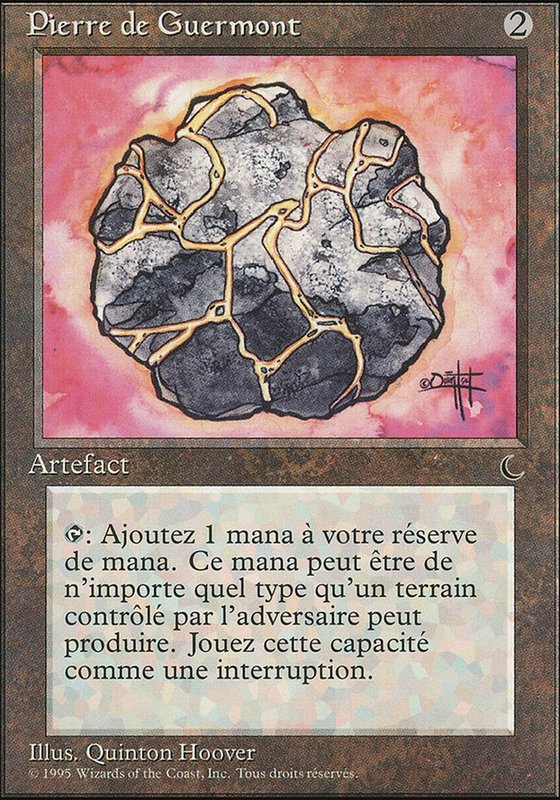 Pierre de Guermont
2
Artefact
: Ajoutez 1 mana à votre réserve
de mana. Ce mana peut être de
n'importe quel type qu'un terrain
contrôlé par l'adversaire peut
produire. Jouez cette capacité
comme une interruption.
Illus. Quinton Hoover
© 1995 Wizards of the Coast, Inc. Tous droits réservés.